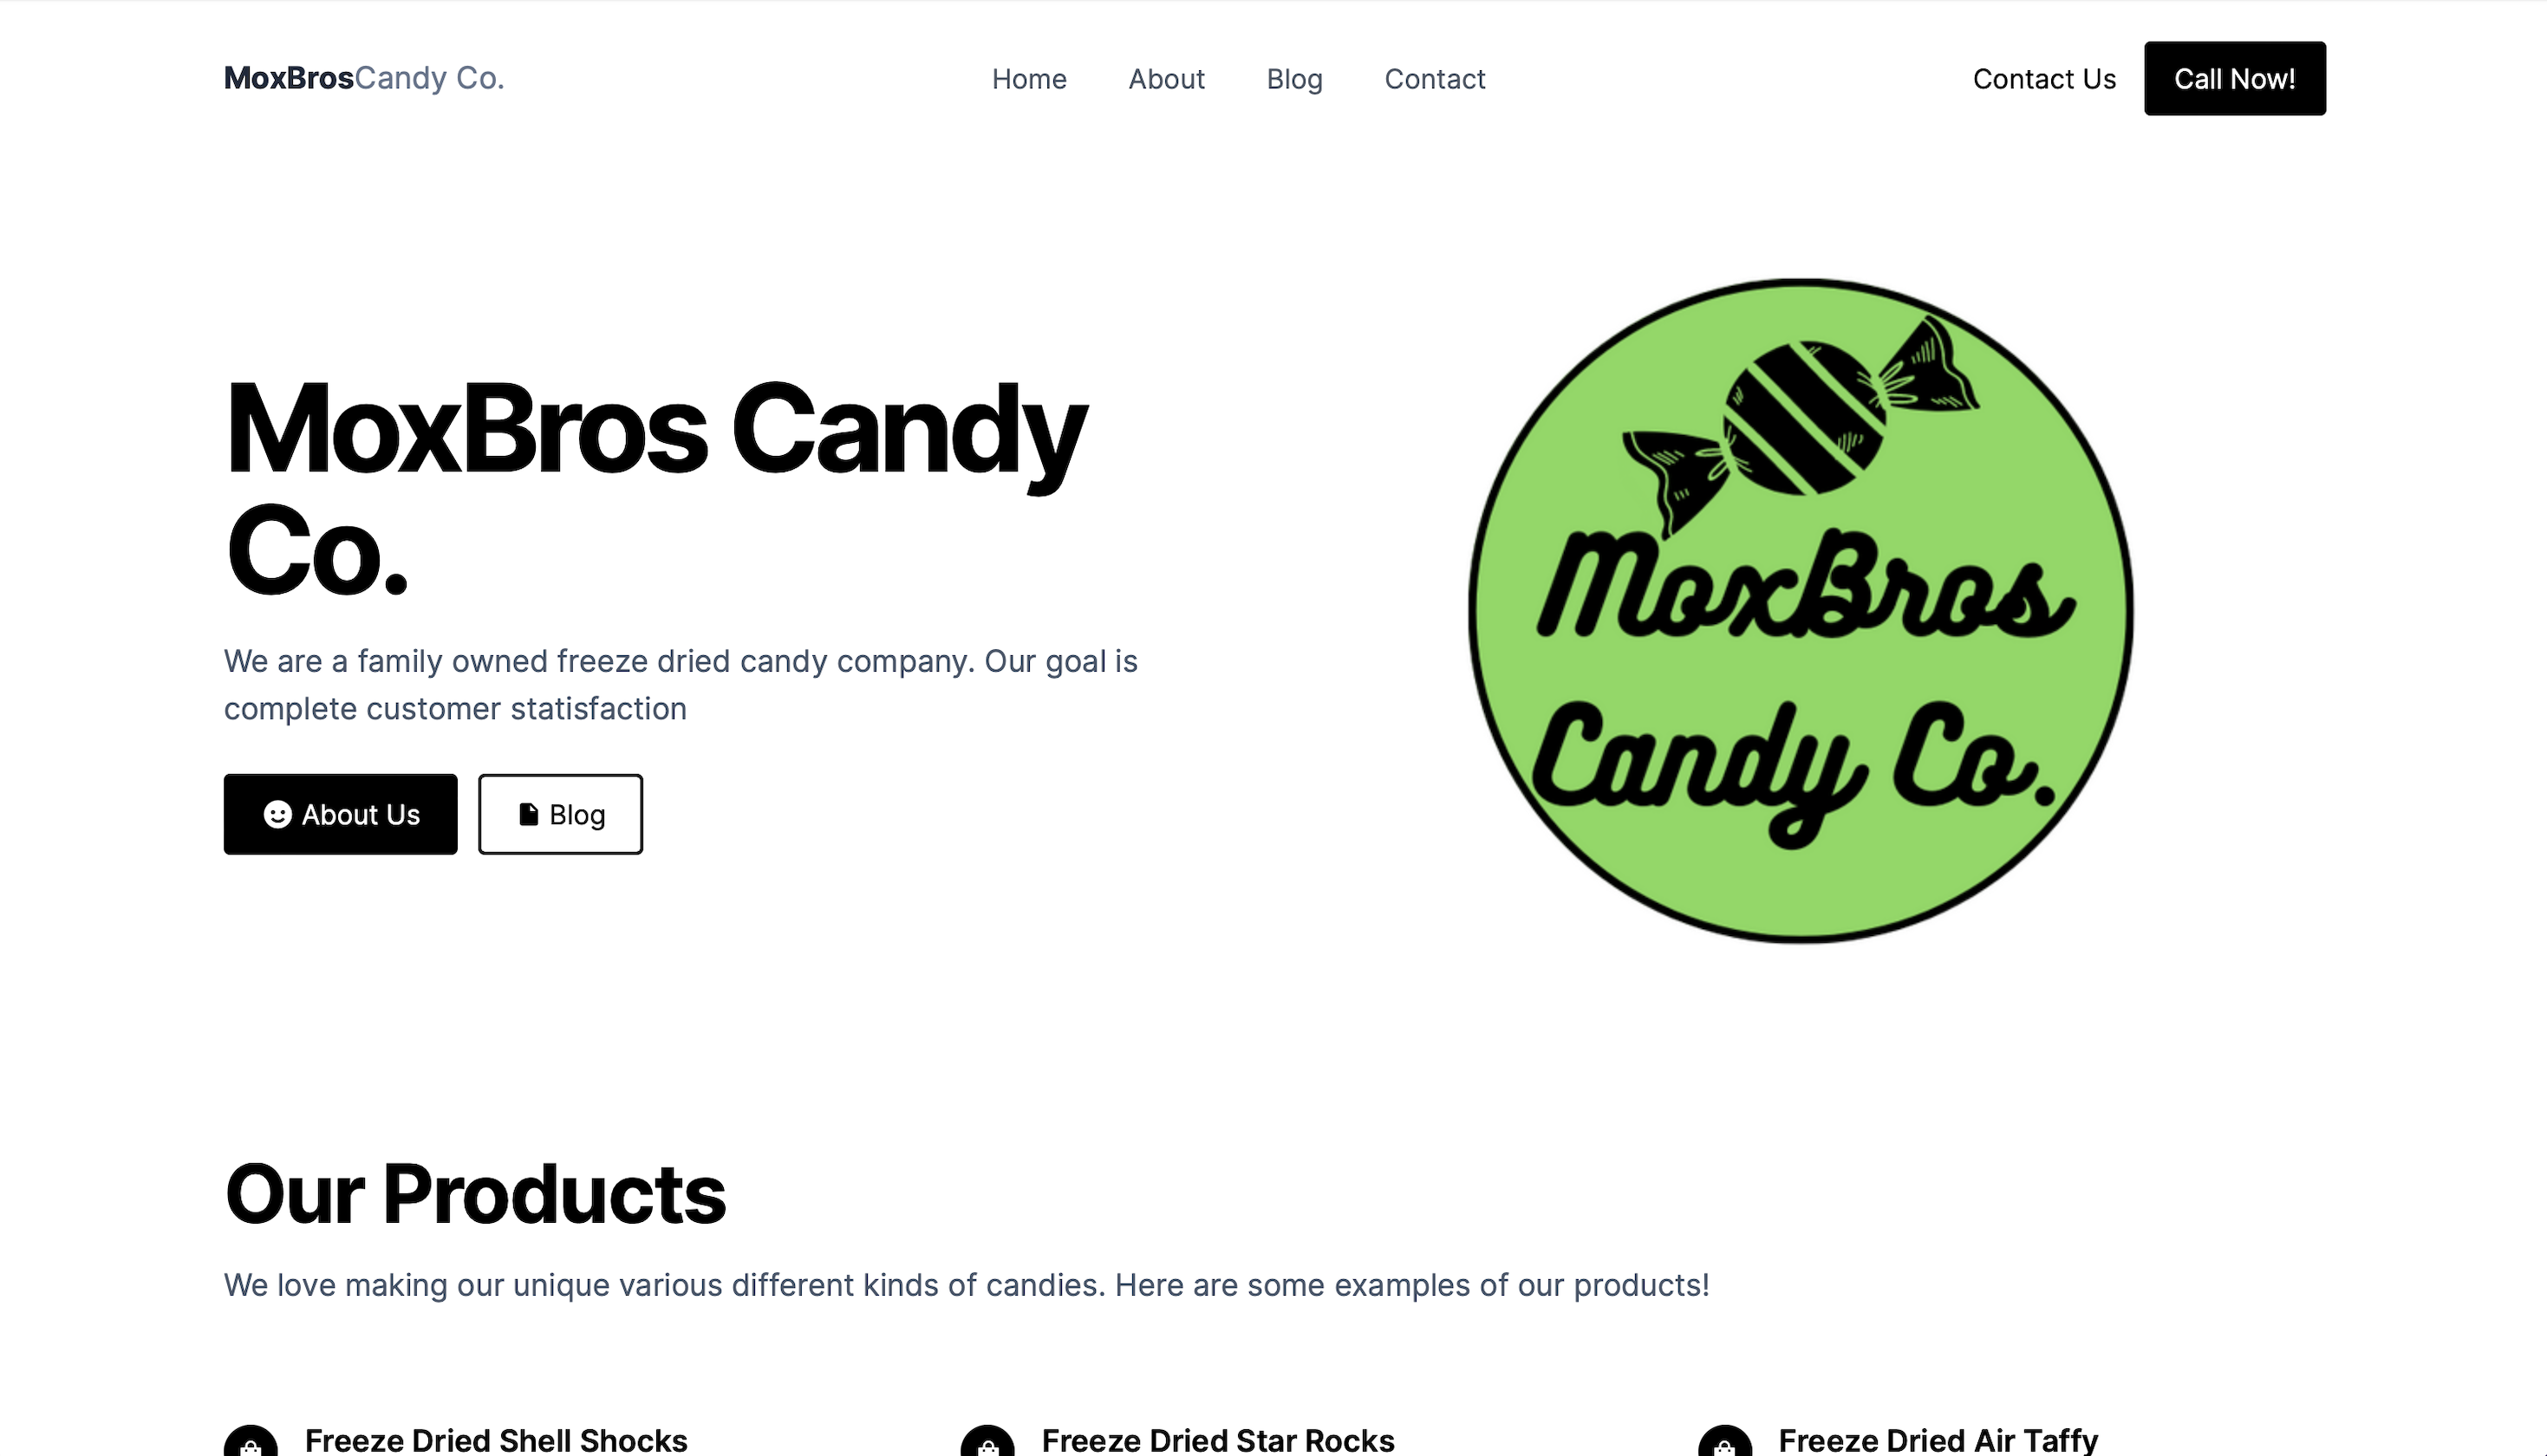 MoxBrosCandy Co.
Home About Blog Contact
Contact Us
Call Now!
MoxBros Candy
Co.
We are a family owned freeze dried candy company. Our goal is
complete customer statisfaction
About Us
Blog
MoxBros
Candy Co.
Our Products
We love making our unique various different kinds of candies. Here are some examples of our products!
Freeze Dried Shell Shocks
Freeze Dried Star Rocks
Freeze Dried Air Taffy